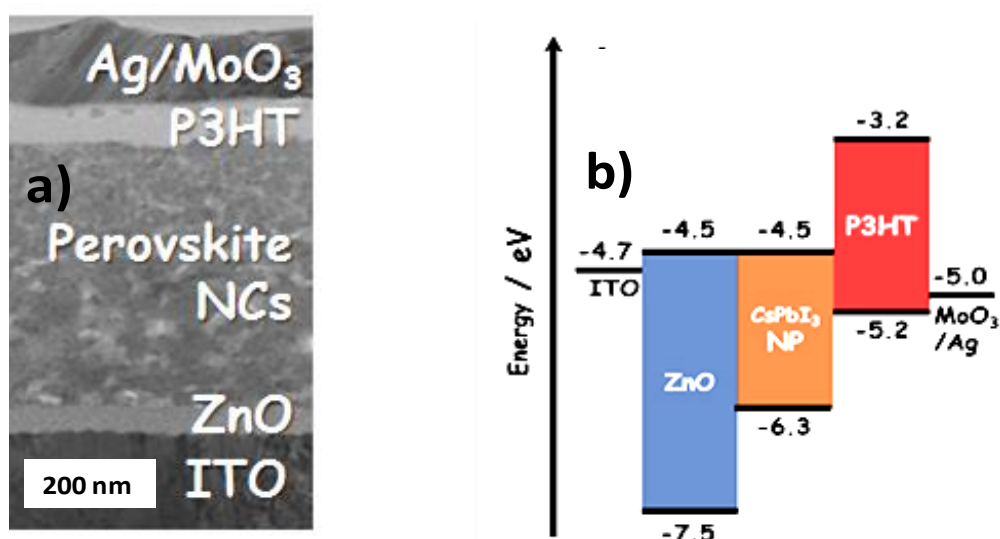 Ag/MoO₃
P3HT
a)
Perovskite
NCs
ZnO
ITO
200 nm
b)
Energy / eV
-
-3.2
P3HT
-4.5
-4.5
-4.7
ITO
-5.0
MoO₃
/Ag
CsPbI₃
NP
ZnO
-5.2
-6.3
-7.5